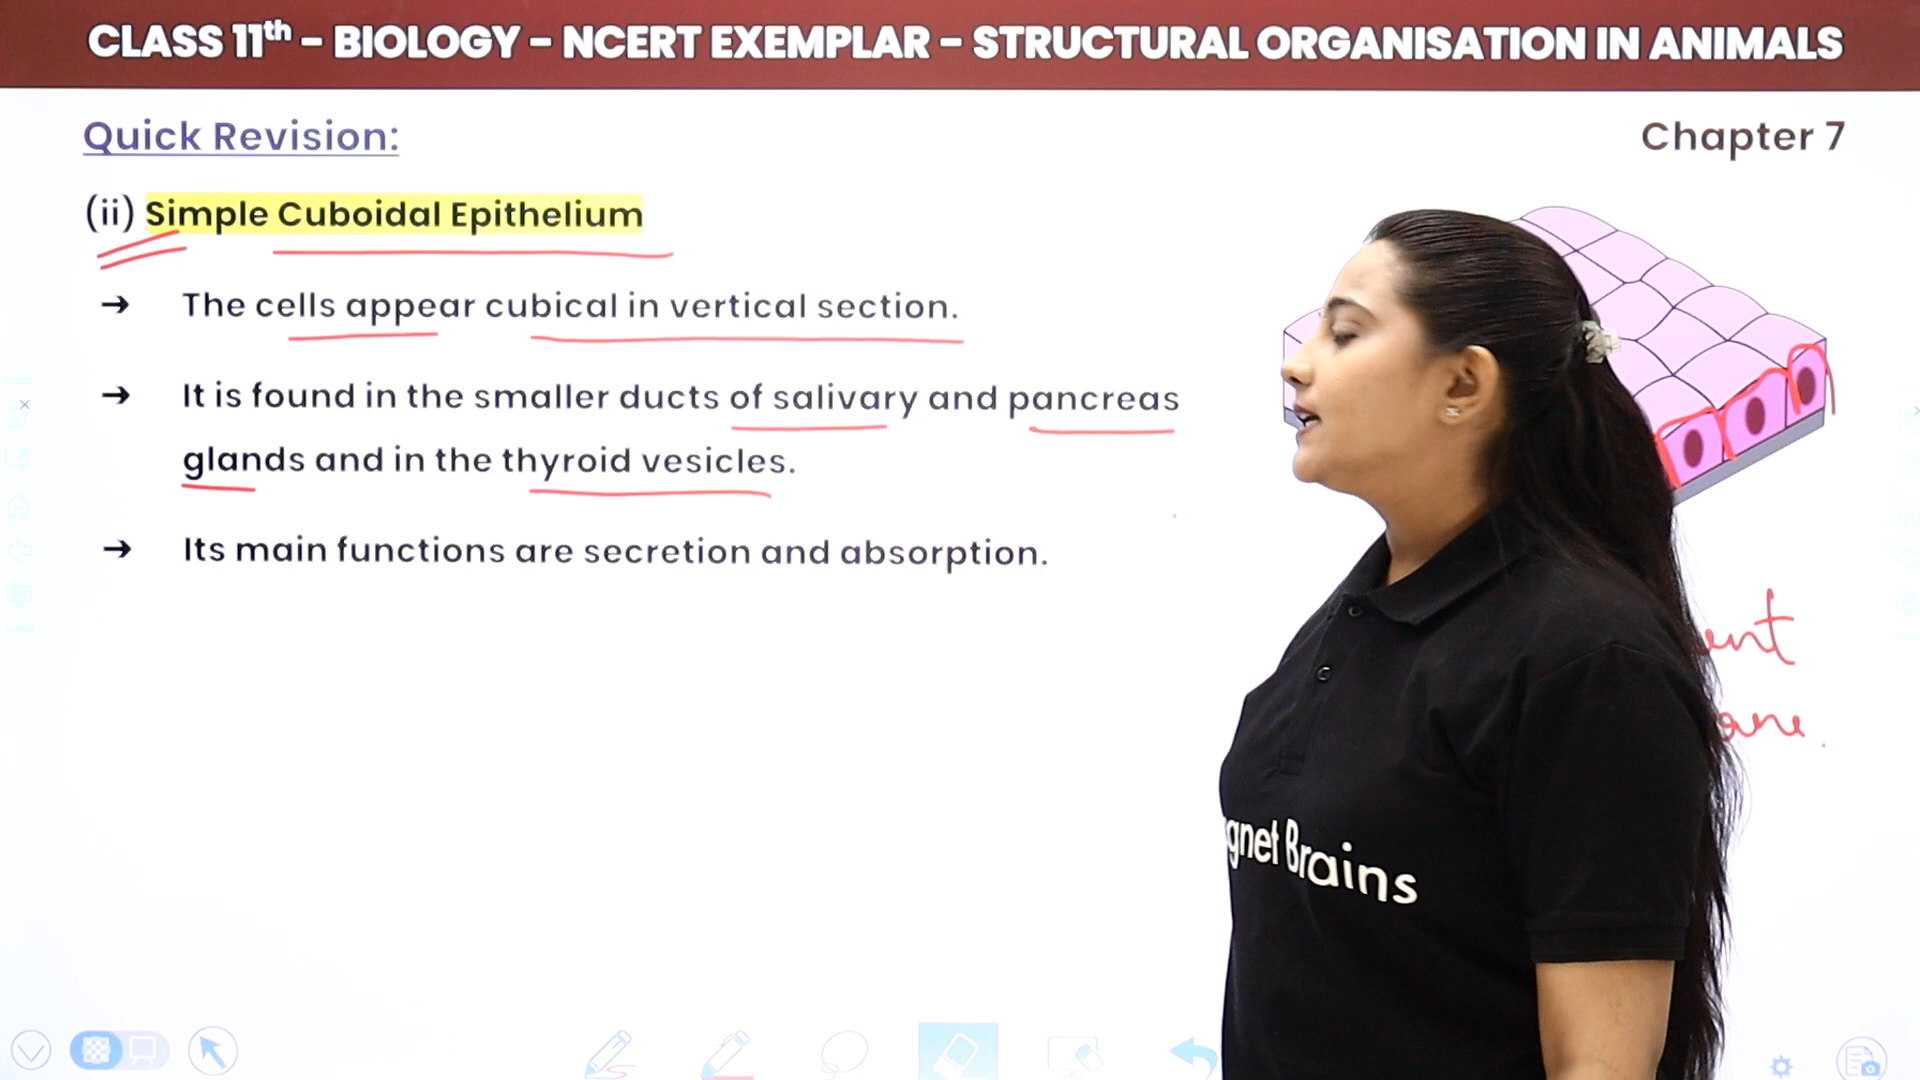 CLASS 11th - BIOLOGY - NCERT EXEMPLAR - STRUCTURAL ORGANISATION IN ANIMALS
Quick Revision:
Chapter 7
(ii) Simple Cuboidal Epithelium
→ The cells appear cubical in vertical section.
→ It is found in the smaller ducts of salivary and pancreas
glands and in the thyroid vesicles.
→ Its main functions are secretion and absorption.
gnet Brains